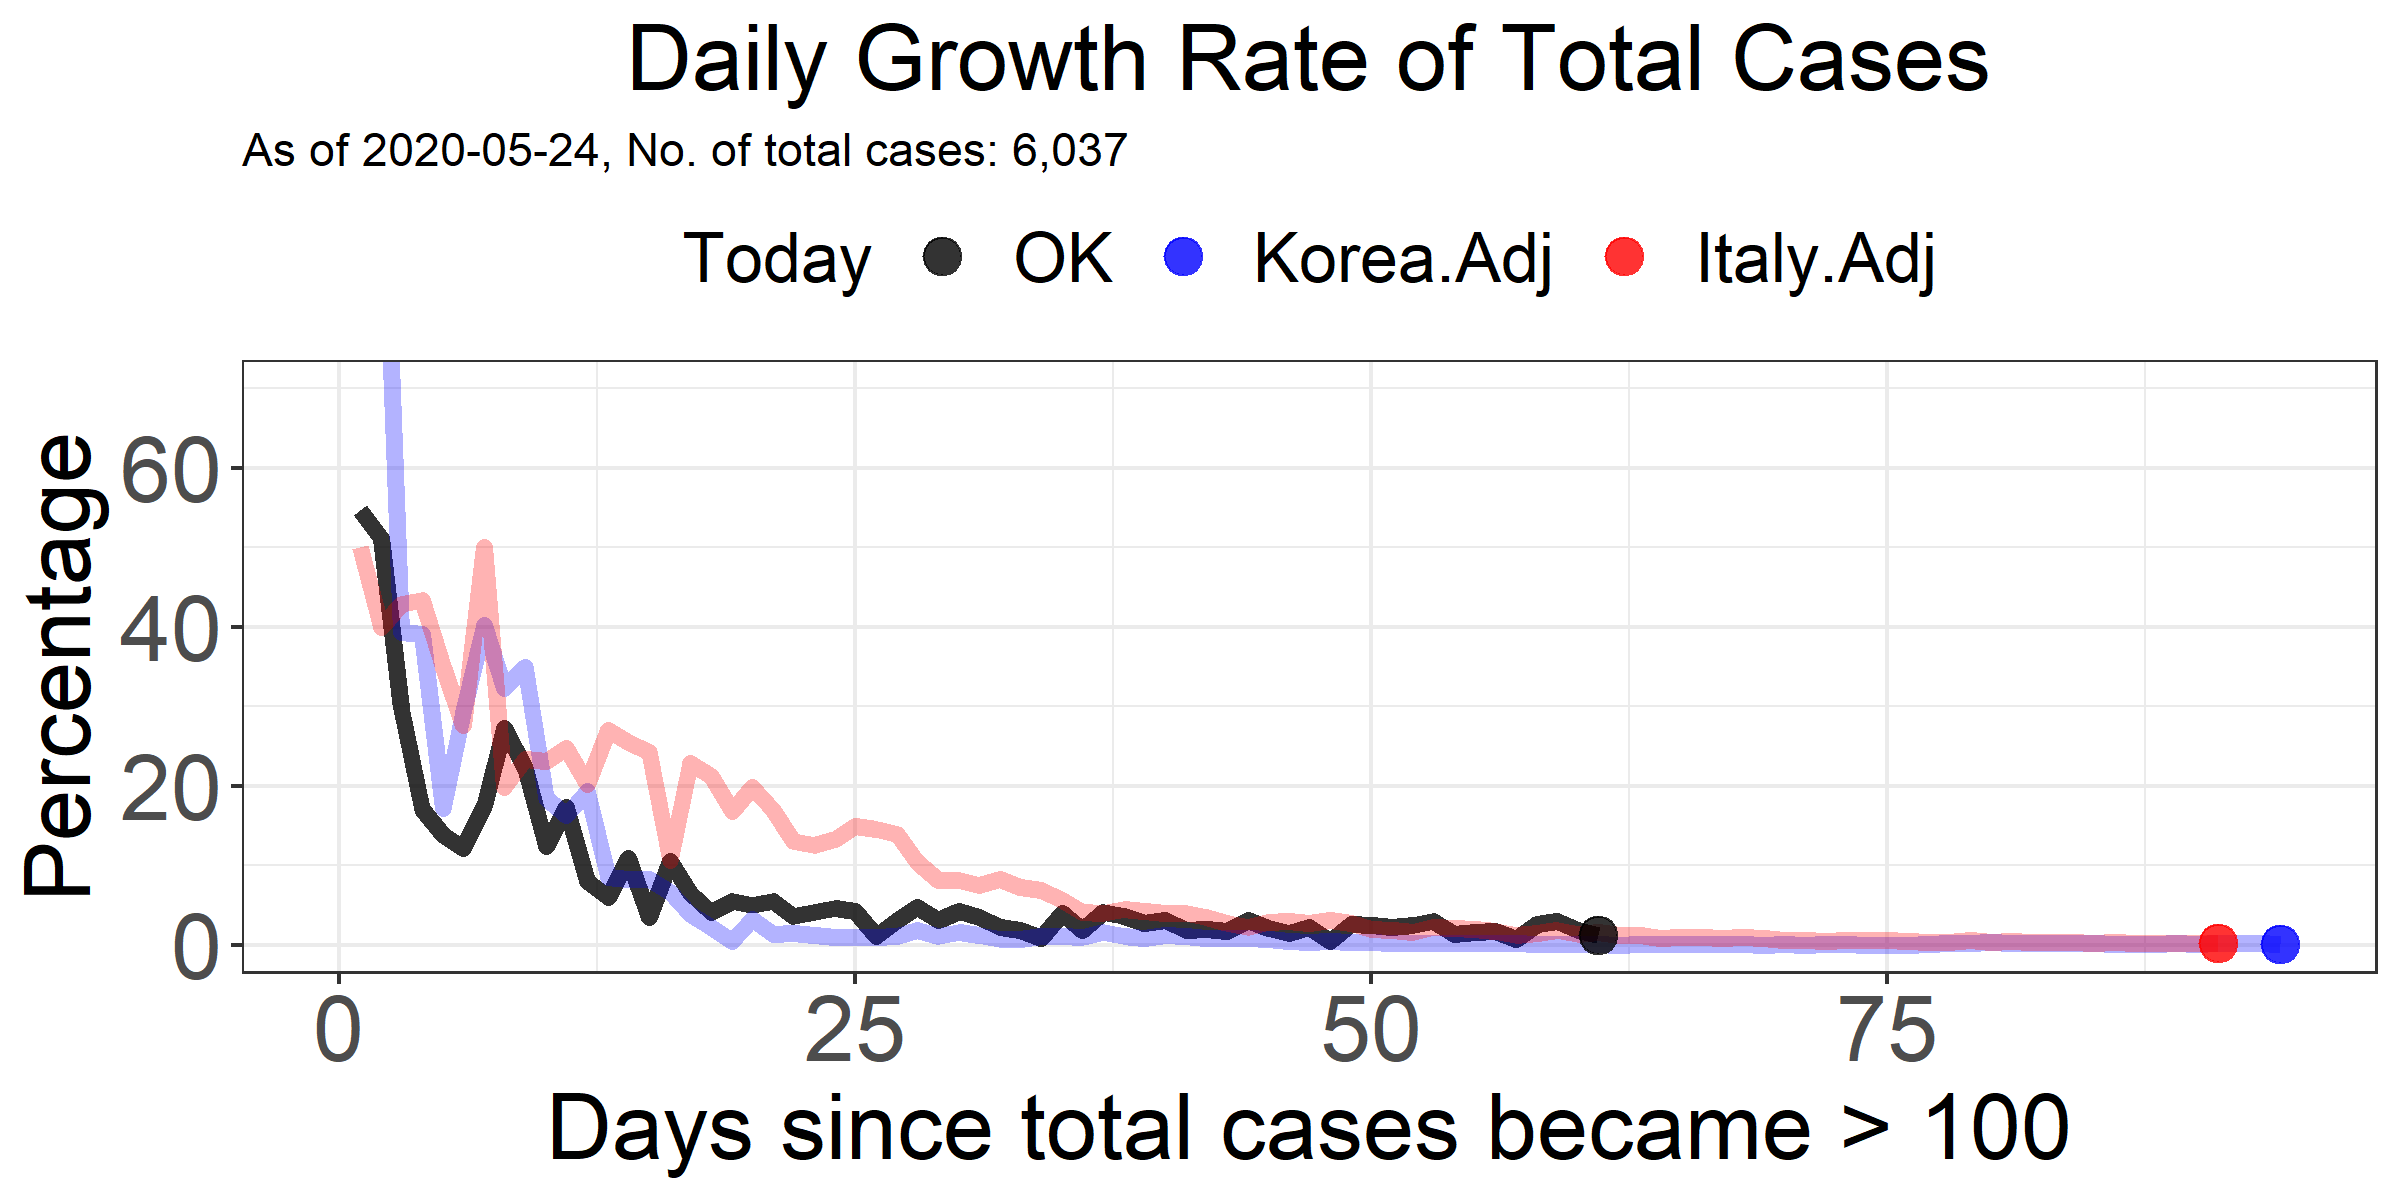 Daily Growth Rate of Total Cases
As of 2020-05-24, No. of total cases: 6,037
Today OK Korea.Adj Italy.Adj
Percentage
60
40
20
0
0 25 50 75
Days since total cases became > 100